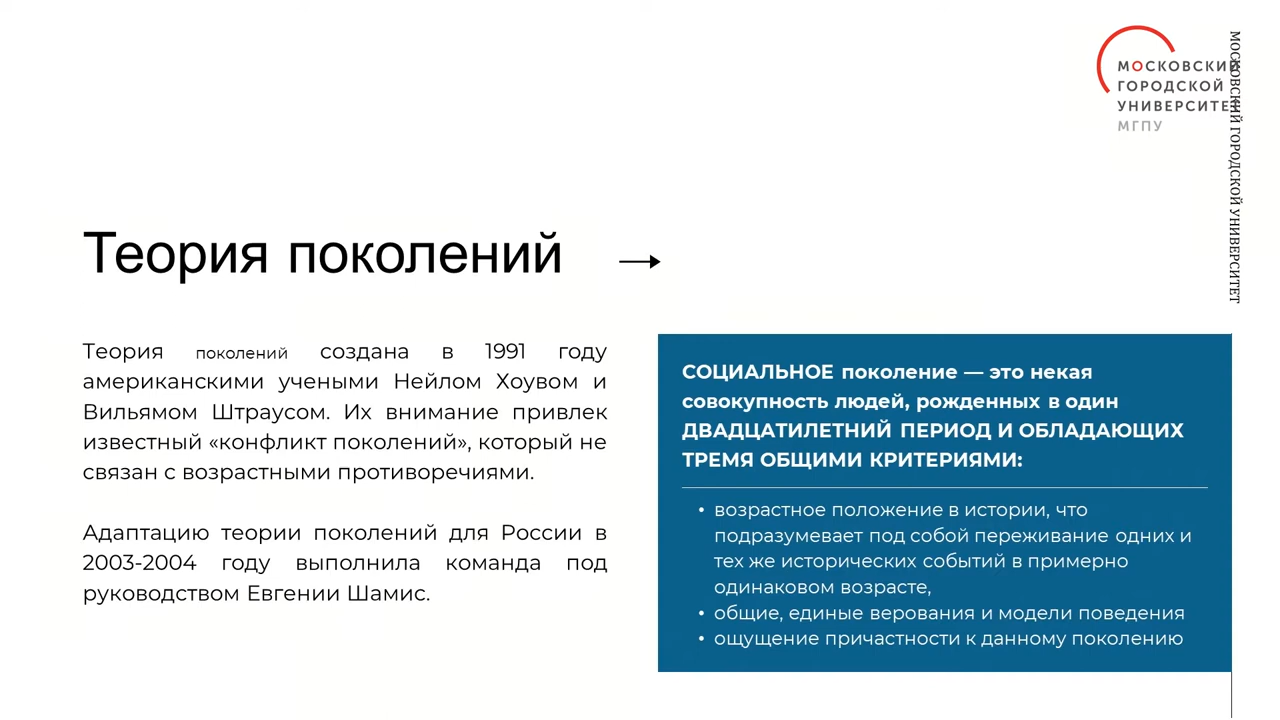 МОСКОВСКИЙ
ГОРОДСКОЙ
УНИВЕРСИТЕТ
МГПУ
МОСКОВСКИЙ ГОРОДСКОЙ УНИВЕРСИТЕТ
Теория поколений
Теория поколений создана в 1991 году
американскими учеными Нейлом Хоувом и
Вильямом Штраусом. Их внимание привлек
известный «конфликт поколений», который не
связан с возрастными противоречиями.
Адаптацию теории поколений для России в
2003-2004 году выполнила команда под
руководством Евгении Шамис.
СОЦИАЛЬНОЕ поколение — это некая
совокупность людей, рожденных в один
ДВАДЦАТИЛЕТНИЙ ПЕРИОД И ОБЛАДАЮЩИХ
ТРЕМЯ ОБЩИМИ КРИТЕРИЯМИ:
• возрастное положение в истории, что
подразумевает под собой переживание одних и
тех же исторических событий в примерно
одинаковом возрасте,
• общие, единые верования и модели поведения
• ощущение причастности к данному поколению